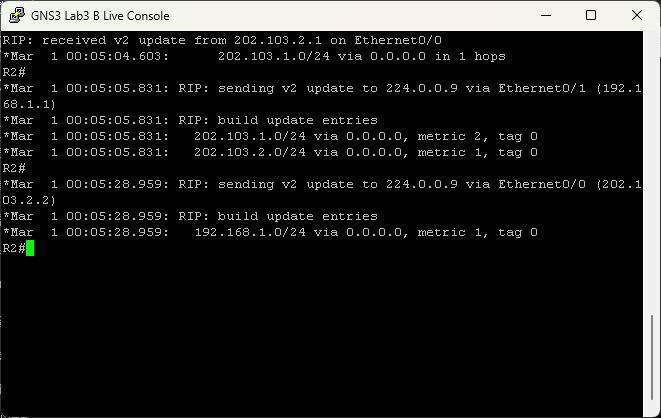 GNS3 Lab3 B Live Console
RIP: received v2 update from 202.103.2.1 on Ethernet0/0
*Mar  1 00:05:04.603:      202.103.1.0/24 via 0.0.0.0 in 1 hops
R2#
*Mar  1 00:05:05.831: RIP: sending v2 update to 224.0.0.9 via Ethernet0/1 (192.1
68.1.1)
*Mar  1 00:05:05.831: RIP: build update entries
*Mar  1 00:05:05.831:   202.103.1.0/24 via 0.0.0.0, metric 2, tag 0
*Mar  1 00:05:05.831:   202.103.2.0/24 via 0.0.0.0, metric 1, tag 0
R2#
*Mar  1 00:05:28.959: RIP: sending v2 update to 224.0.0.9 via Ethernet0/0 (202.1
03.2.2)
*Mar  1 00:05:28.959: RIP: build update entries
*Mar  1 00:05:28.959:   192.168.1.0/24 via 0.0.0.0, metric 1, tag 0
R2#